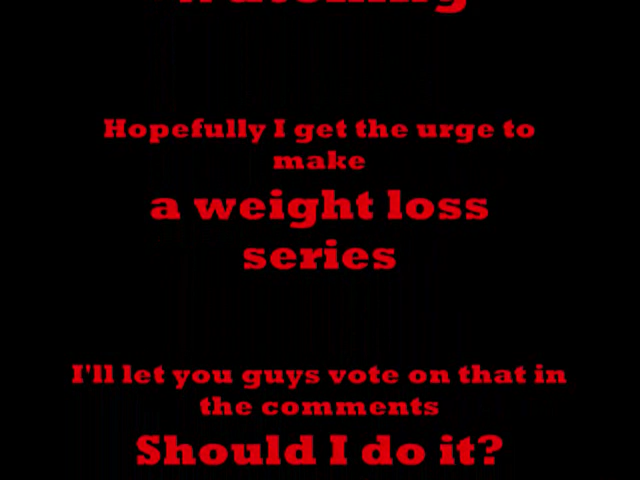 watching
Hopefully I get the urge to
make
a weight loss
series
I'll let you guys vote on that in
the comments
Should I do it?